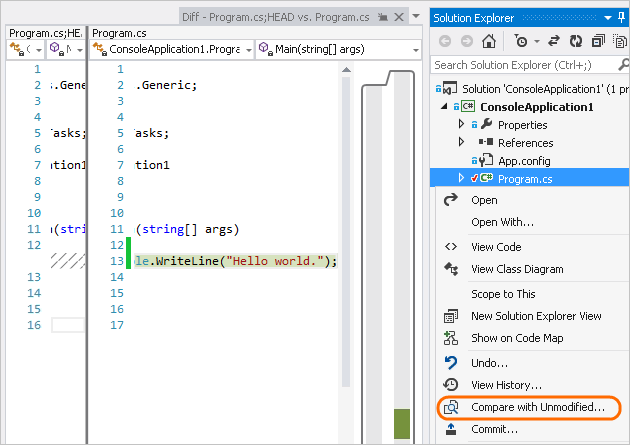 Diff - Program.cs;HEAD vs. Program.cs
Program.cs;HEAD
Program.cs
ConsoleApplication1.Progra
Main(string[] args)
1
2 s.Generic;
3
4
5 Tasks;
6
7 ation1
8
9
10
11 n(strin
12
13
14
15
16
1
2 .Generic;
3
4
5 asks;
6
7 tion1
8
9
10
11 (string[] args)
12
13 le.WriteLine("Hello world.");
14
15
16
17
Solution Explorer
Search Solution Explorer (Ctrl+;)
Solution 'ConsoleApplication1' (1 pr
ConsoleApplication1
Properties
References
App.config
Program.cs
Open
Open With...
View Code
View Class Diagram
Scope to This
New Solution Explorer View
Show on Code Map
Undo...
View History...
Compare with Unmodified...
Commit...